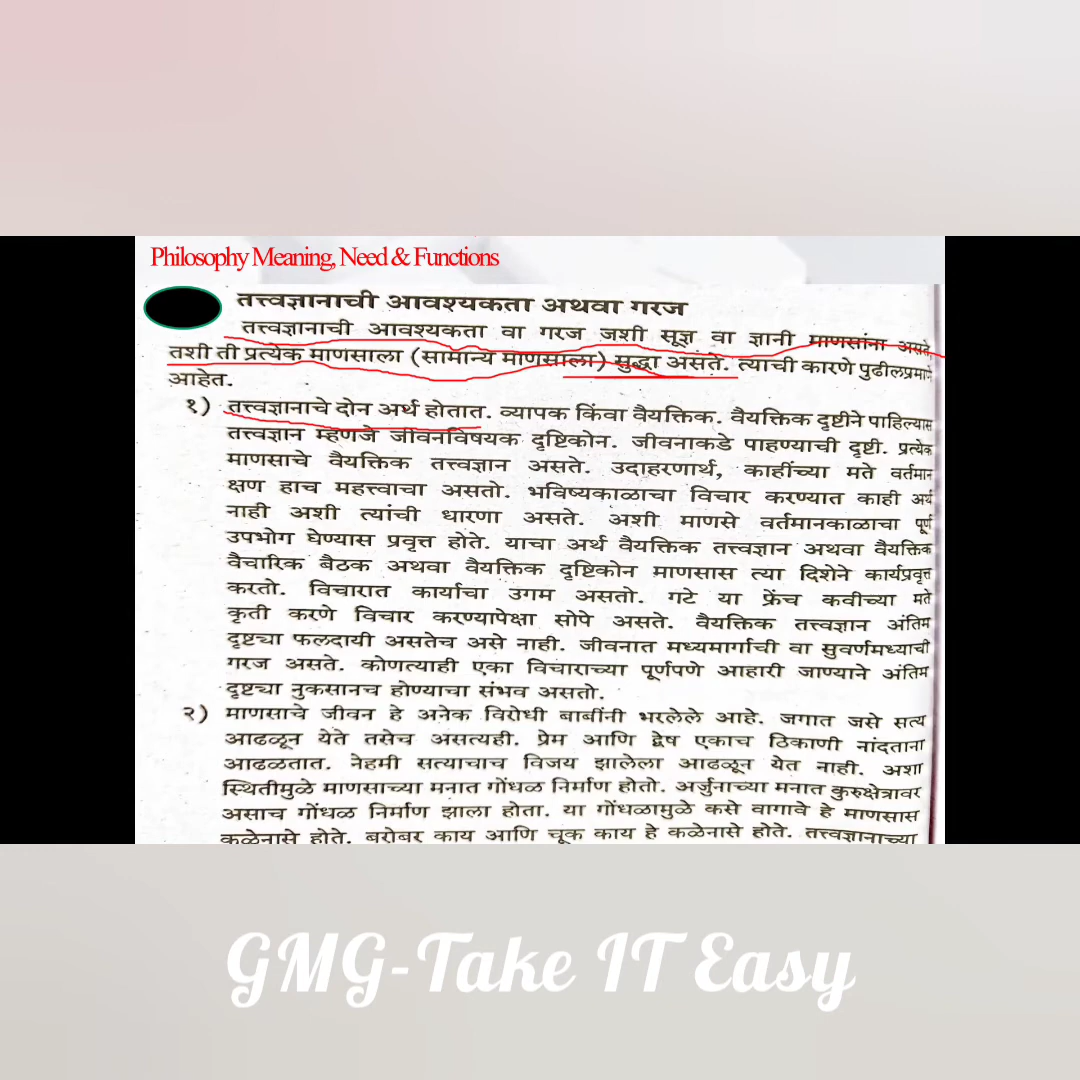 Philosophy Meaning, Need & Functions
तत्त्वज्ञानाची आवश्यकता अथवा गरज
तत्त्वज्ञानाची आवश्यकता वा गरज जशी सूज्ञ वा ज्ञानी माणसांना असते,
तशी ती प्रत्येक माणसाला (सामान्य माणसाला) सुद्धा असते. त्याची कारणे पुढीलप्रमाणे
आहेत.
१) तत्त्वज्ञानाचे दोन अर्थ होतात. व्यापक किंवा वैयक्तिक. वैयक्तिक दृष्टीने पाहिल्यास
तत्त्वज्ञान म्हणजे जीवनविषयक दृष्टिकोन. जीवनाकडे पाहण्याची दृष्टी. प्रत्येक
माणसाचे वैयक्तिक तत्त्वज्ञान असते. उदाहरणार्थ, काहींच्या मते वर्तमान
क्षण हाच महत्त्वाचा असतो. भविष्यकाळाचा विचार करण्यात काही अर्थ
नाही अशी त्यांची धारणा असते. अशी माणसे वर्तमानकाळाचा पूर्ण
उपभोग घेण्यास प्रवृत्त होते. याचा अर्थ वैयक्तिक तत्त्वज्ञान अथवा वैयक्तिक
वैचारिक बैठक अथवा वैयक्तिक दृष्टिकोन माणसास त्या दिशेने कार्यप्रवृत्त
करतो. विचारात कार्याचा उगम असतो. गटे या फ्रेंच कवीच्या मते
कृती करणे विचार करण्यापेक्षा सोपे असते. वैयक्तिक तत्त्वज्ञान अंतिम
दृष्ट्या फलदायी असतेच असे नाही. जीवनात मध्यमार्गाची वा सुवर्णमध्याची
गरज असते. कोणत्याही एका विचाराच्या पूर्णपणे आहारी जाण्याने अंतिम
दृष्ट्या नुकसानच होण्याचा संभव असतो.
२) माणसाचे जीवन हे अनेक विरोधी बाबींनी भरलेले आहे. जगात जसे सत्य
आढळून येते तसेच असत्यही. प्रेम आणि द्वेष एकाच ठिकाणी नांदताना
आढळतात. नेहमी सत्याचाच विजय झालेला आढळून येत नाही. अशा
स्थितीमुळे माणसाच्या मनात गोंधळ निर्माण होतो. अर्जुनाच्या मनात कुरुक्षेत्रावर
असाच गोंधळ निर्माण झाला होता. या गोंधळामुळे कसे वागावे हे माणसास
कळेनासे होते. बरोबर काय आणि चूक काय हे कळेनासे होते. तत्त्वज्ञानाच्या
GMG-Take IT Easy